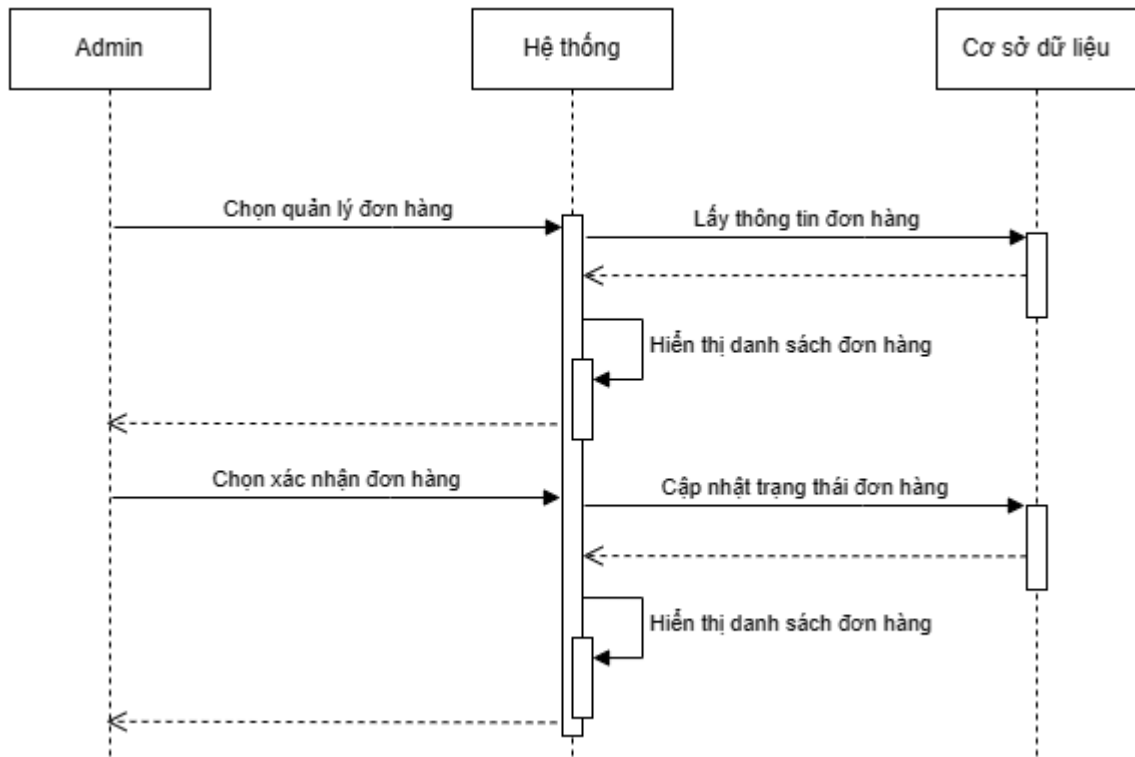 Admin
Hệ thống
Cơ sở dữ liệu
Chọn quản lý đơn hàng
Lấy thông tin đơn hàng
Hiển thị danh sách đơn hàng
Chọn xác nhận đơn hàng
Cập nhật trạng thái đơn hàng
Hiển thị danh sách đơn hàng